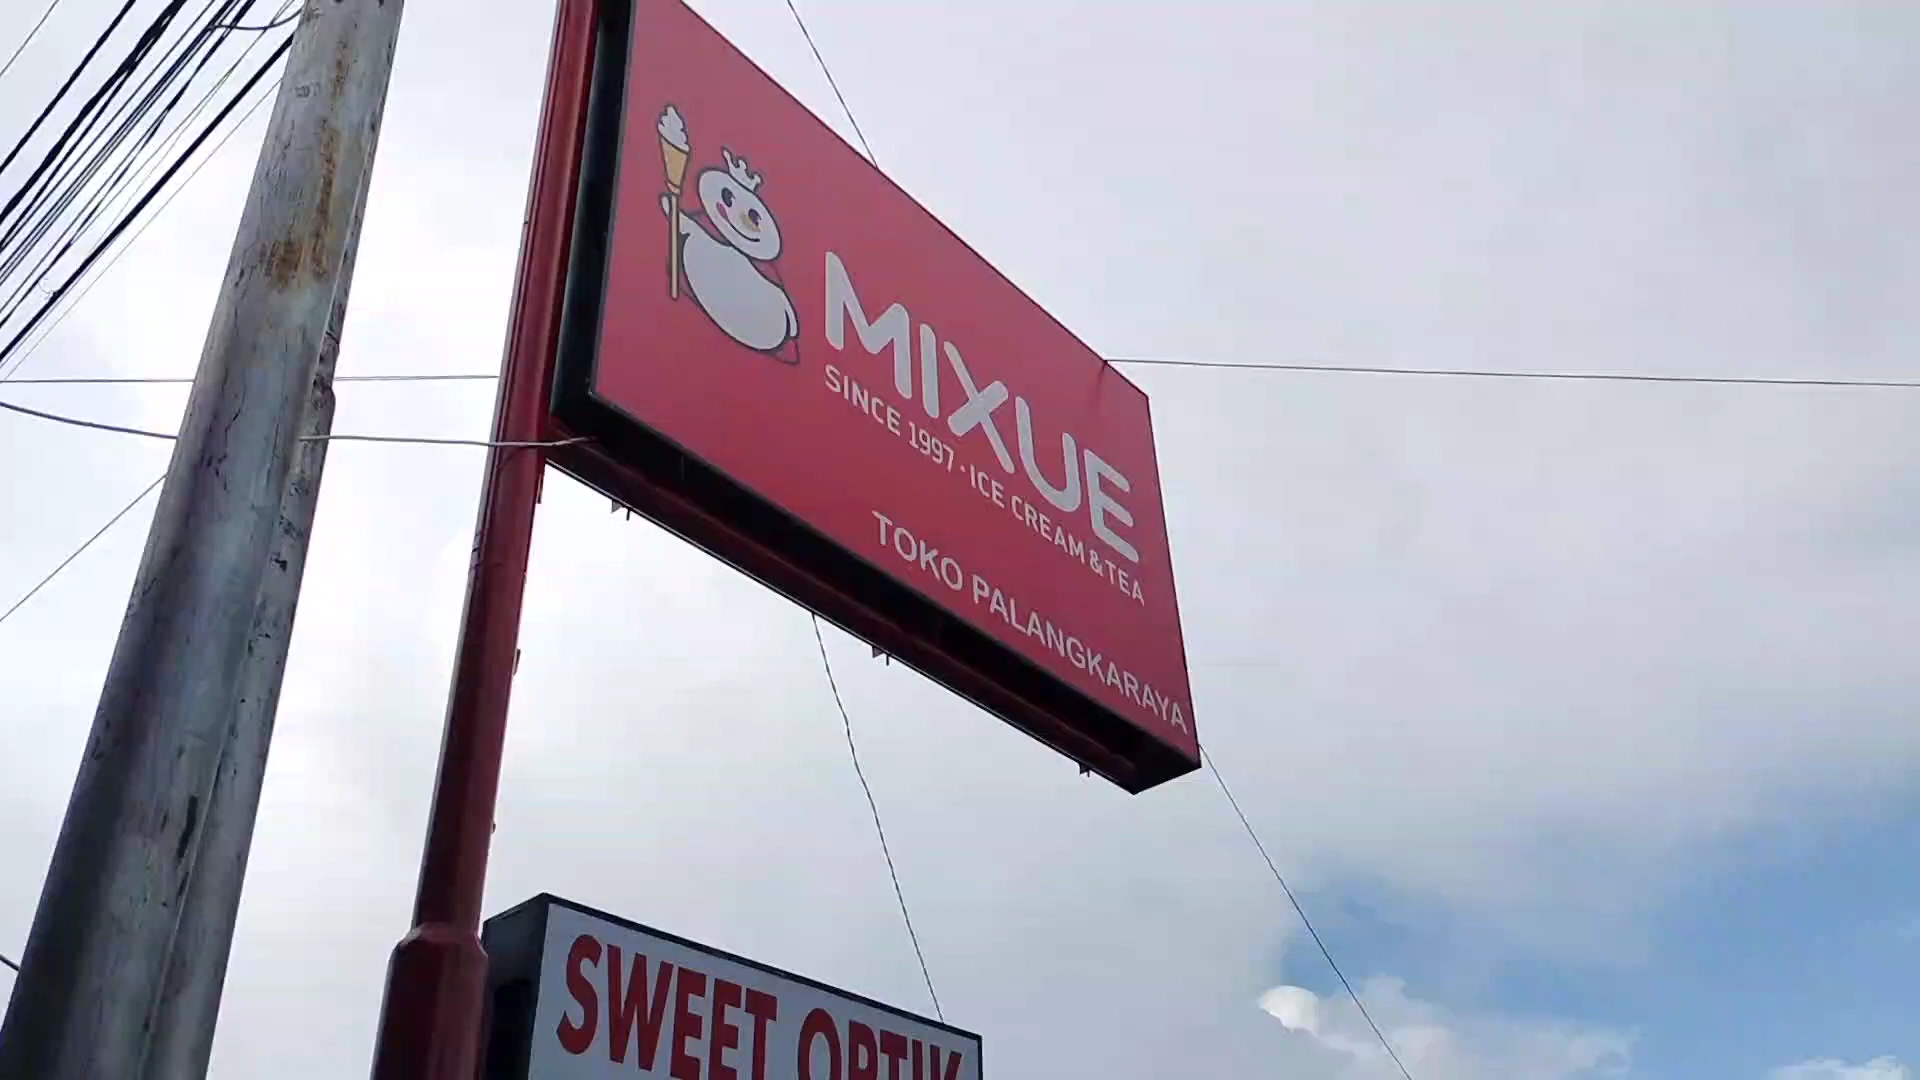 MIXUE
SINCE 1997 · ICE CREAM & TEA
TOKO PALANGKARAYA
SWEET OPTIK